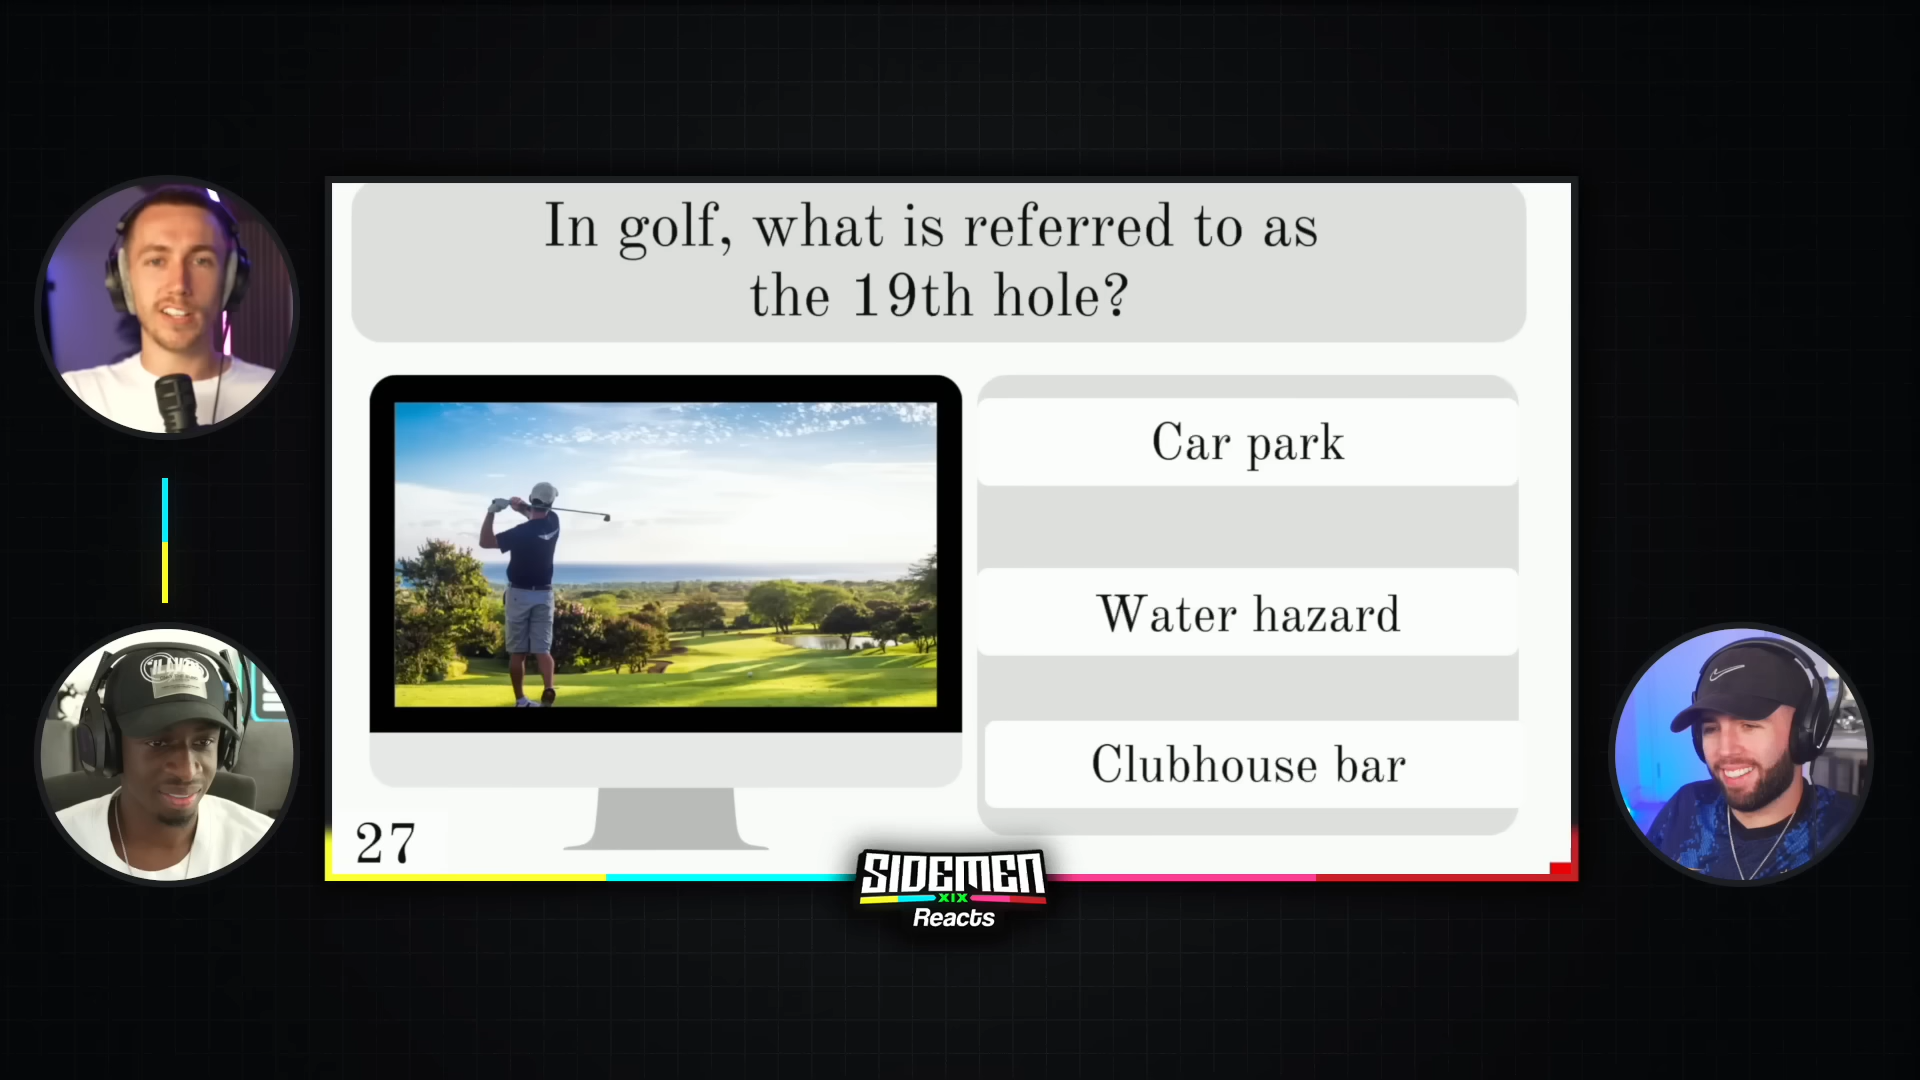 In golf, what is referred to as
the 19th hole?
Car park
Water hazard
Clubhouse bar
27
SIDEMEN
XIX
Reacts